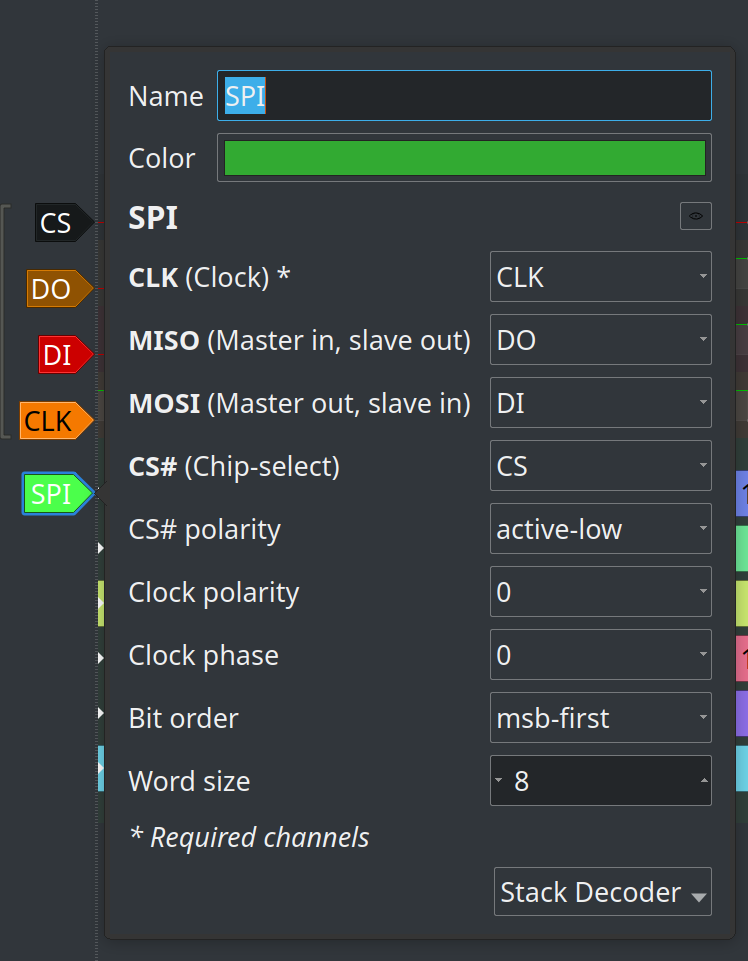 Name SPI
Color
SPI
CS
CLK (Clock) * CLK
DO
MISO (Master in, slave out) DO
DI
MOSI (Master out, slave in) DI
CLK
CS# (Chip-select) CS
SPI
CS# polarity active-low
Clock polarity 0
Clock phase 0
Bit order msb-first
Word size 8
* Required channels
Stack Decoder